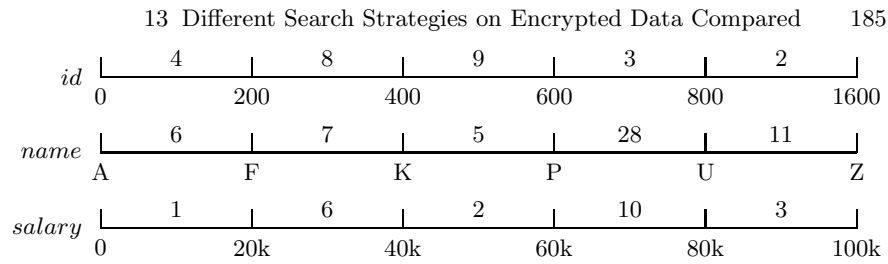 13 Different Search Strategies on Encrypted Data Compared 185
id 4 8 9 3 2
0 200 400 600 800 1600
name 6 7 5 28 11
A F K P U Z
salary 1 6 2 10 3
0 20k 40k 60k 80k 100k